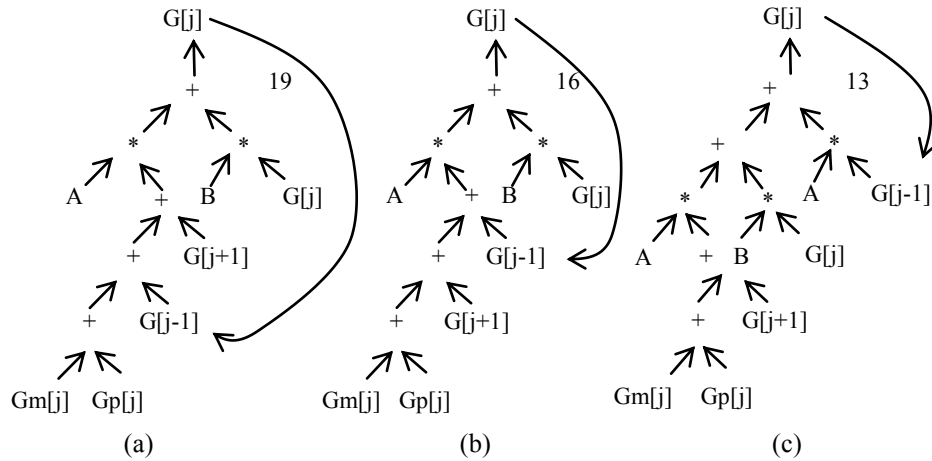 G[j] G[j] G[j]
19 16 13
+ + +
* * * * + *
A + B G[j] A + B G[j] * * A G[j-1]
+ G[j+1] + G[j-1] A + B G[j]
+ G[j-1] + G[j+1] + G[j+1]
Gm[j] Gp[j] Gm[j] Gp[j] Gm[j] Gp[j]
(a) (b) (c)